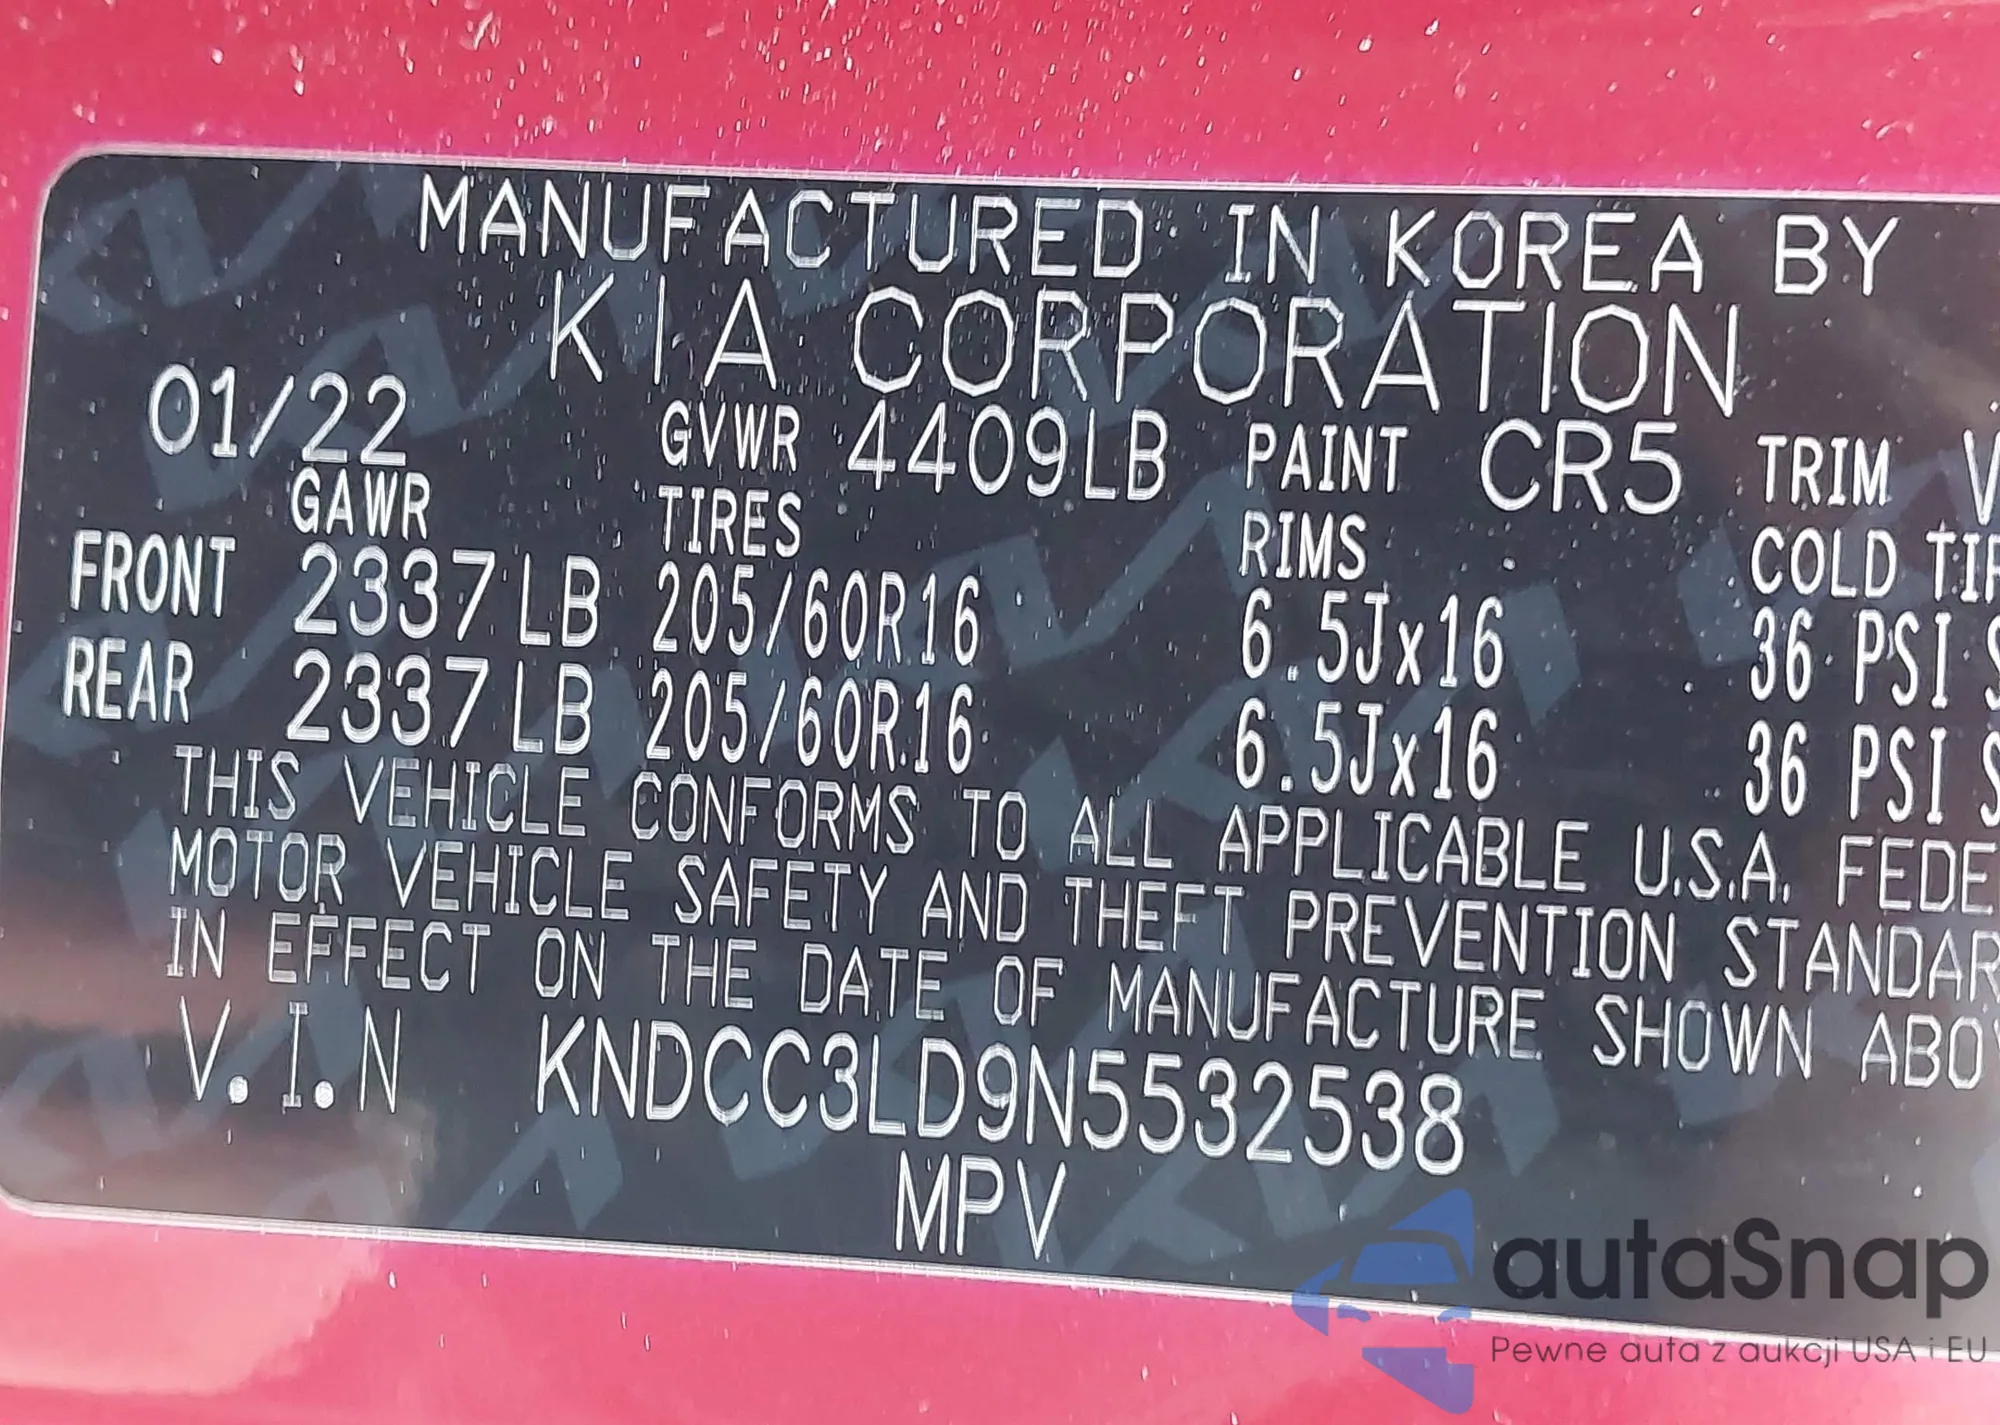 MANUFACTURED IN KOREA BY
KIA CORPORATION
01/22 GVWR 4409LB PAINT CR5 TRIM
GAWR TIRES RIMS COLD
FRONT 2337LB 205/60R16 6.5Jx16 36 PSI
REAR 2337LB 205/60R16 6.5Jx16 36 PSI
THIS VEHICLE CONFORMS TO ALL APPLICABLE U.S.A.
MOTOR VEHICLE SAFETY AND THEFT PREVENTION
IN EFFECT ON THE DATE OF MANUFACTURE SHOWN
V.I.N KNDCC3LD9N5532538
MPV
autaSnap
Pewne auta z aukcji USA i EU